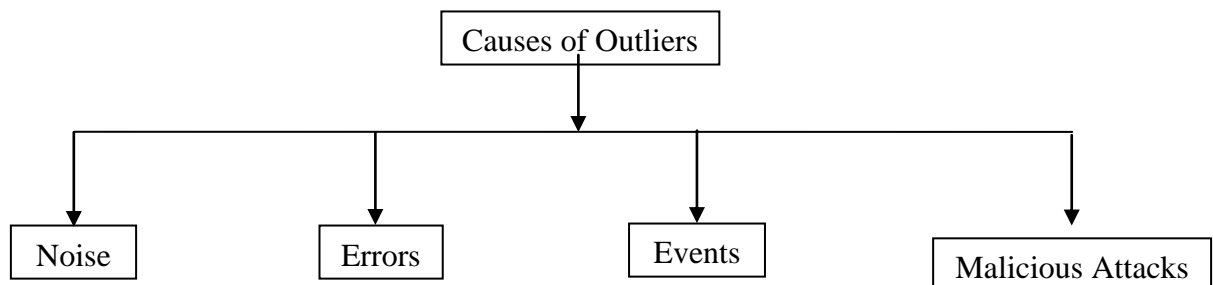 Causes of Outliers
Noise
Errors
Events
Malicious Attacks